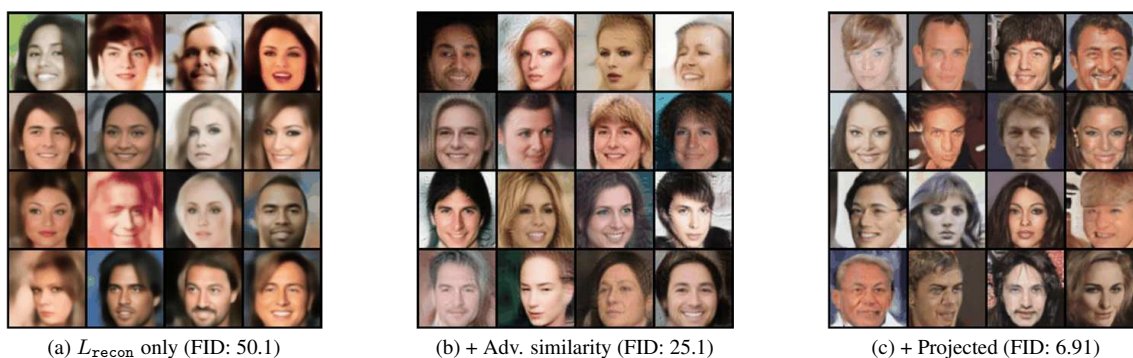 (a) L_recon only (FID: 50.1)
(b) + Adv. similarity (FID: 25.1)
(c) + Projected (FID: 6.91)